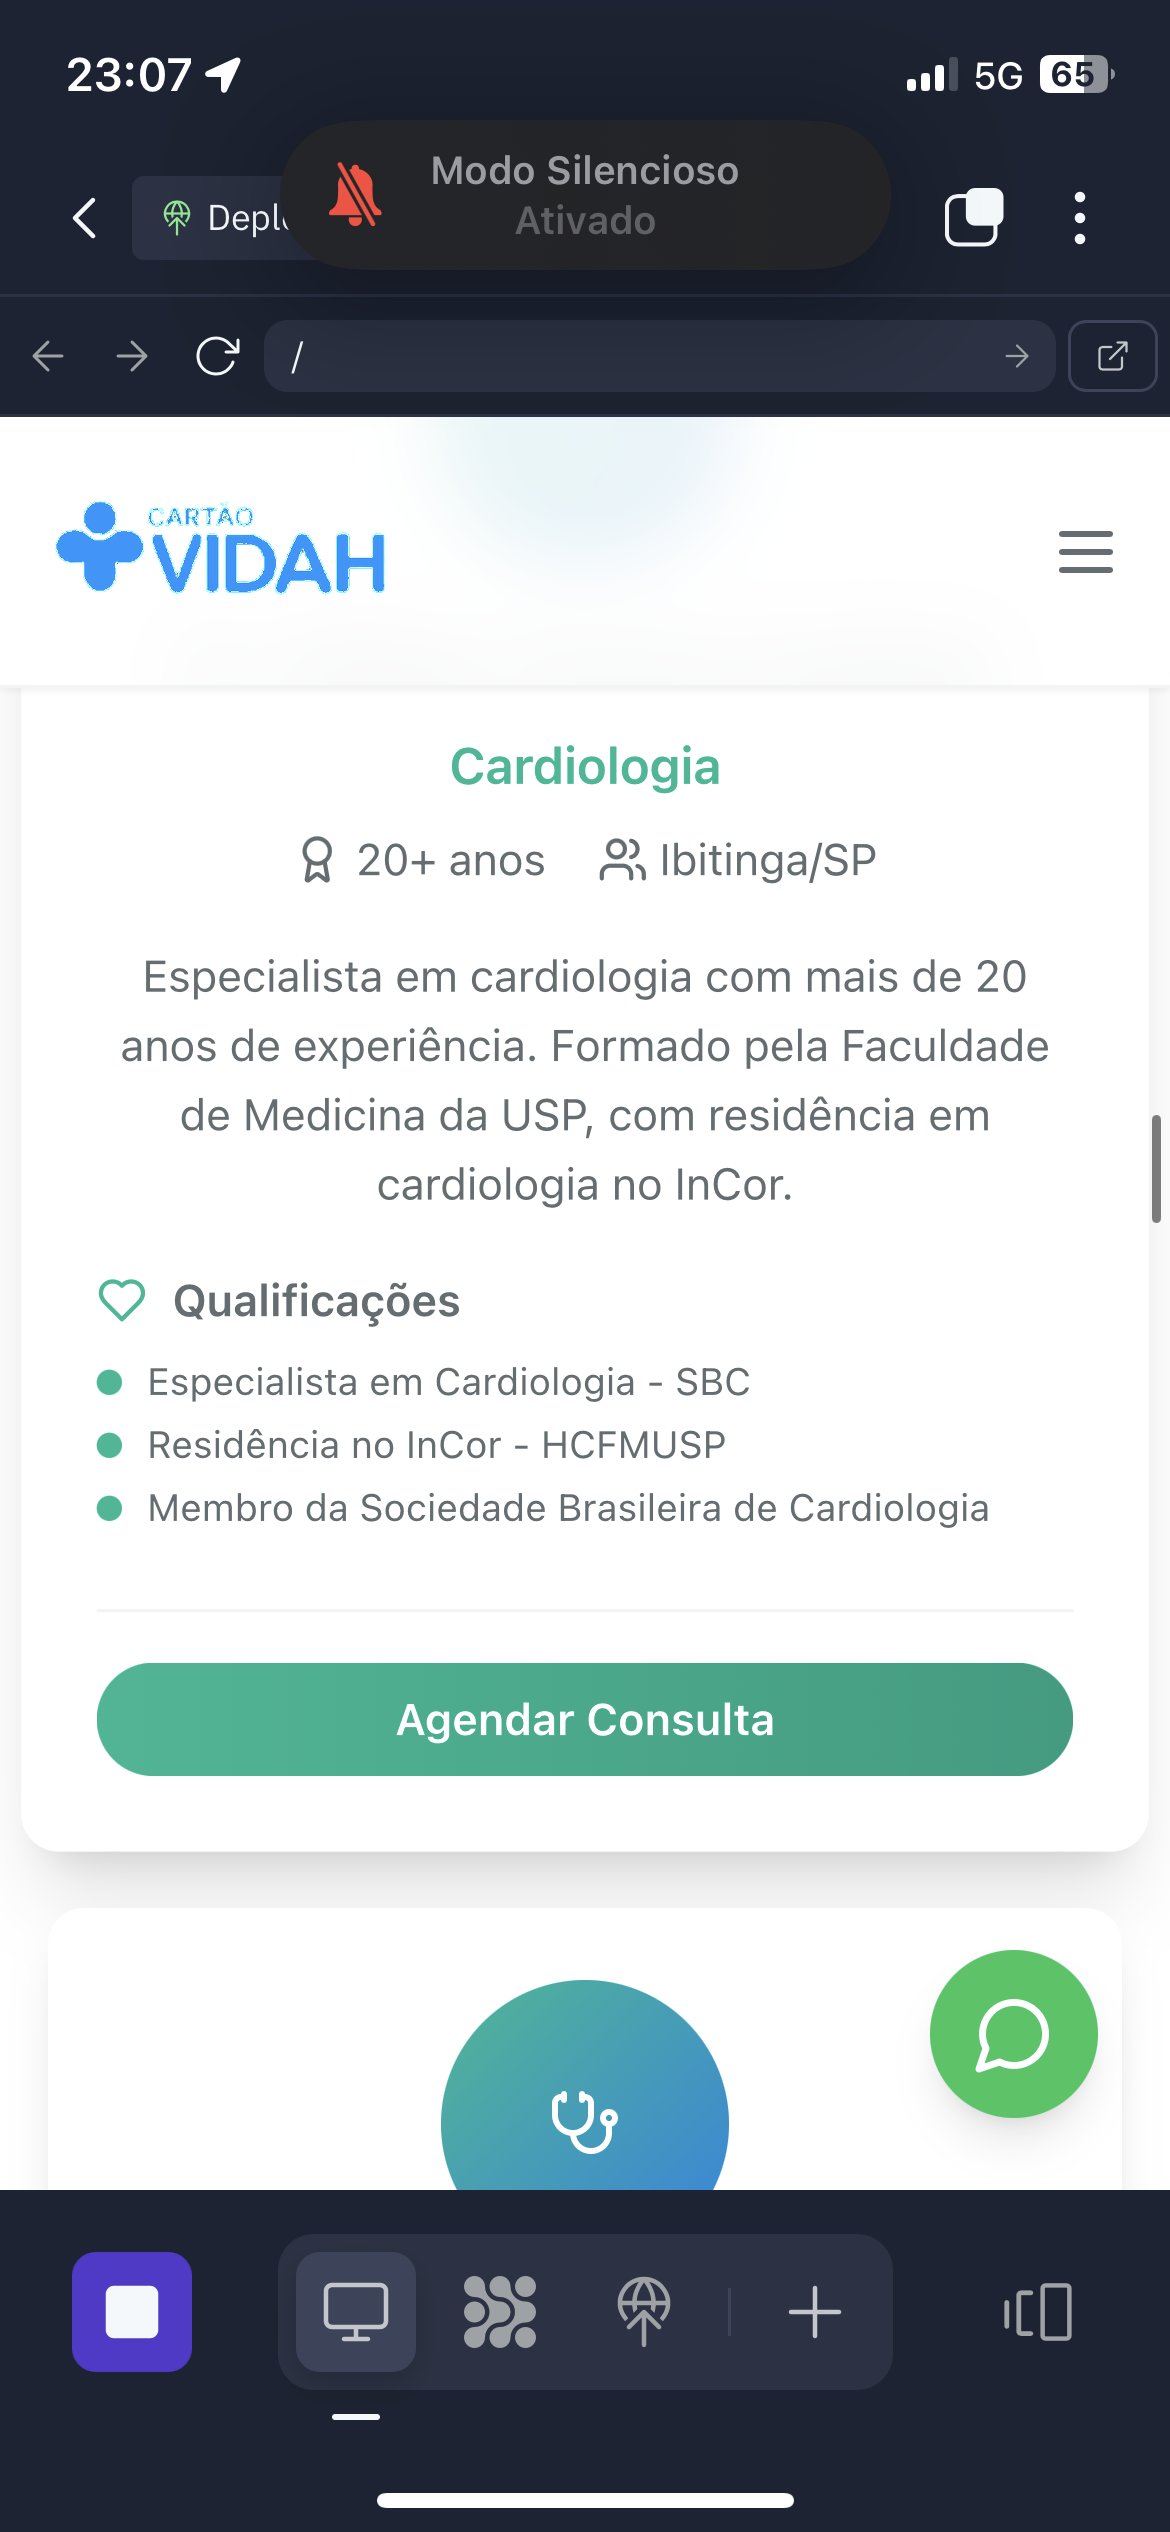 23:07
5G 65
Modo Silencioso
Ativado
/
CARTÃO
VIDAH
Cardiologia
20+ anos
Ibitinga/SP
Especialista em cardiologia com mais de 20
anos de experiência. Formado pela Faculdade
de Medicina da USP, com residência em
cardiologia no InCor.
Qualificações
Especialista em Cardiologia - SBC
Residência no InCor - HCFMUSP
Membro da Sociedade Brasileira de Cardiologia
Agendar Consulta